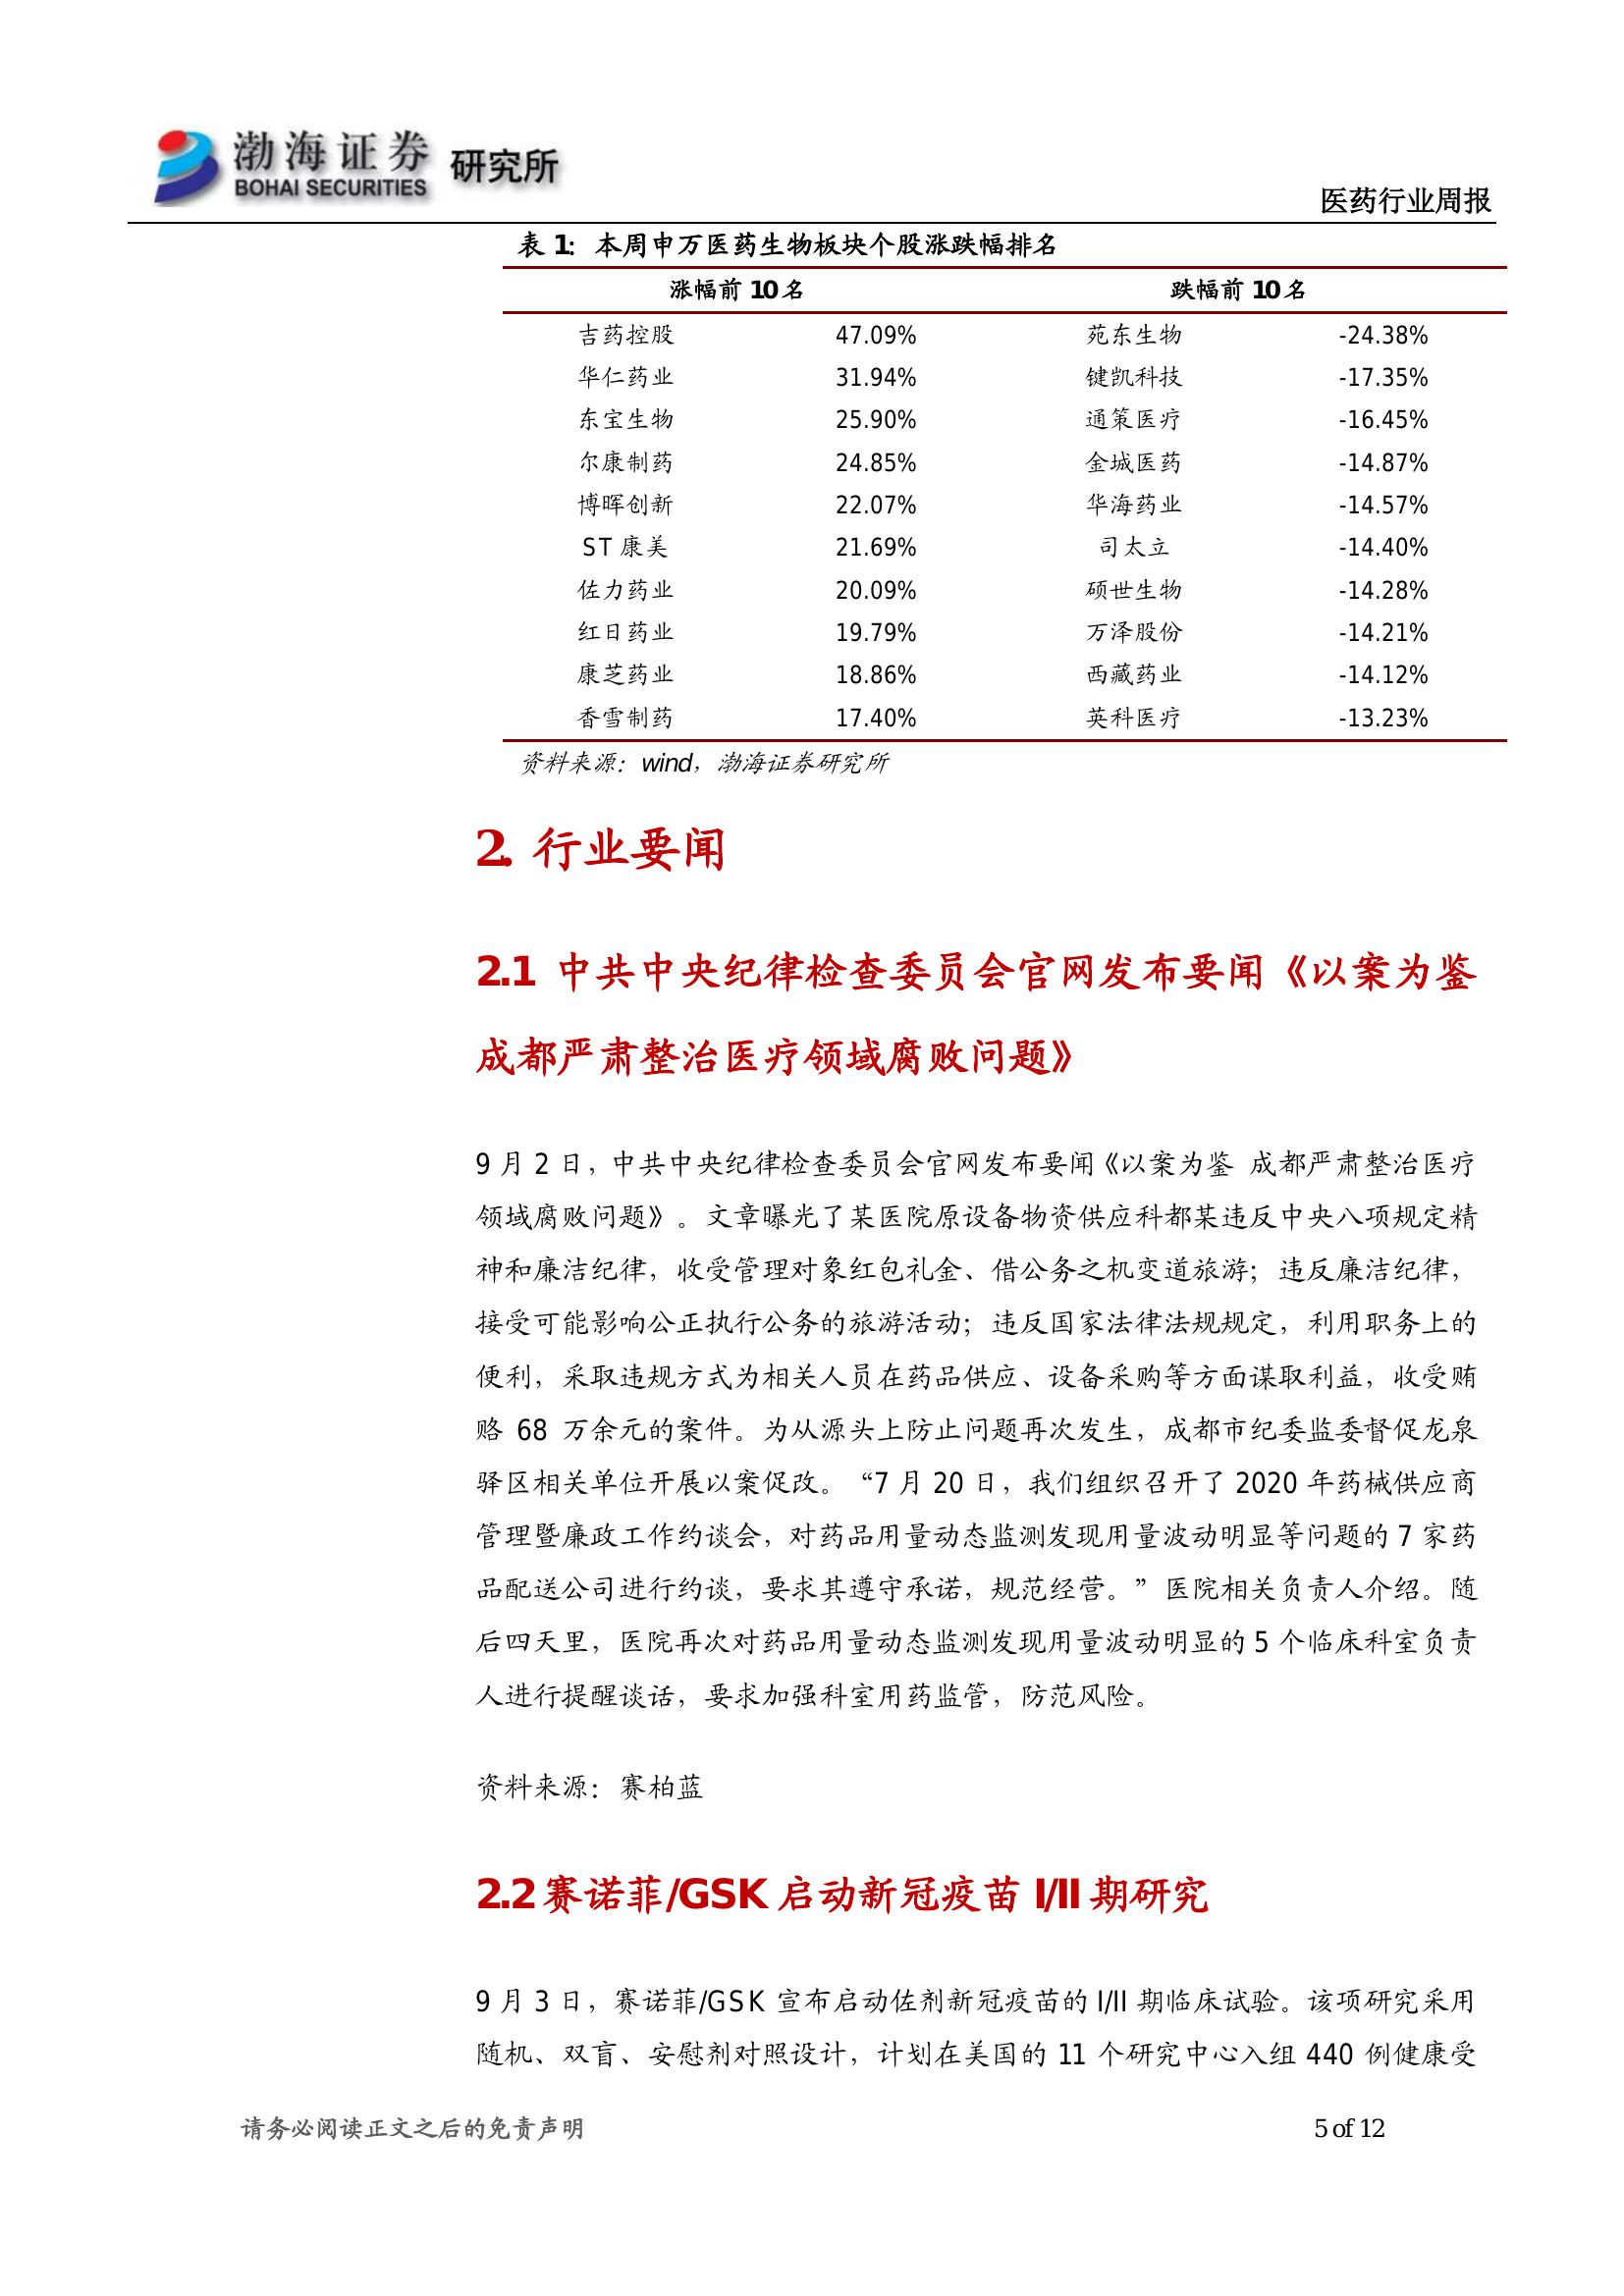 渤海证券
BOHAI SECURITIES
研究所
医药行业周报
表 1: 本周申万医药生物板块个股涨跌幅排名
涨幅前 10 名 跌幅前 10 名
吉药控股 47.09% 苑东生物 -24.38%
华仁药业 31.94% 键凯科技 -17.35%
东宝生物 25.90% 通策医疗 -16.45%
尔康制药 24.85% 金城医药 -14.87%
博晖创新 22.07% 华海药业 -14.57%
ST 康美 21.69% 司太立 -14.40%
佐力药业 20.09% 硕世生物 -14.28%
红日药业 19.79% 万泽股份 -14.21%
康芝药业 18.86% 西藏药业 -14.12%
香雪制药 17.40% 英科医疗 -13.23%
资料来源：wind，渤海证券研究所
2. 行业要闻
2.1 中共中央纪律检查委员会官网发布要闻《以案为鉴
成都严肃整治医疗领域腐败问题》
9 月 2 日，中共中央纪律检查委员会官网发布要闻《以案为鉴 成都严肃整治医疗
领域腐败问题》。文章曝光了某医院原设备物资供应科都某违反中央八项规定精
神和廉洁纪律，收受管理对象红包礼金、借公务之机变道旅游；违反廉洁纪律，
接受可能影响公正执行公务的旅游活动；违反国家法律法规规定，利用职务上的
便利，采取违规方式为相关人员在药品供应、设备采购等方面谋取利益，收受贿
赂 68 万余元的案件。为从源头上防止问题再次发生，成都市纪委监委督促龙泉
驿区相关单位开展以案促改。“7 月 20 日，我们组织召开了 2020 年药械供应商
管理暨廉政工作约谈会，对药品用量动态监测发现用量波动明显等问题的 7 家药
品配送公司进行约谈，要求其遵守承诺，规范经营。”医院相关负责人介绍。随
后四天里，医院再次对药品用量动态监测发现用量波动明显的 5 个临床科室负责
人进行提醒谈话，要求加强科室用药监管，防范风险。
资料来源：赛柏蓝
2.2 赛诺菲/GSK 启动新冠疫苗 I/II 期研究
9 月 3 日，赛诺菲/GSK 宣布启动佐剂新冠疫苗的 I/II 期临床试验。该项研究采用
随机、双盲、安慰剂对照设计，计划在美国的 11 个研究中心入组 440 例健康受
请务必阅读正文之后的免责声明 5 of 12